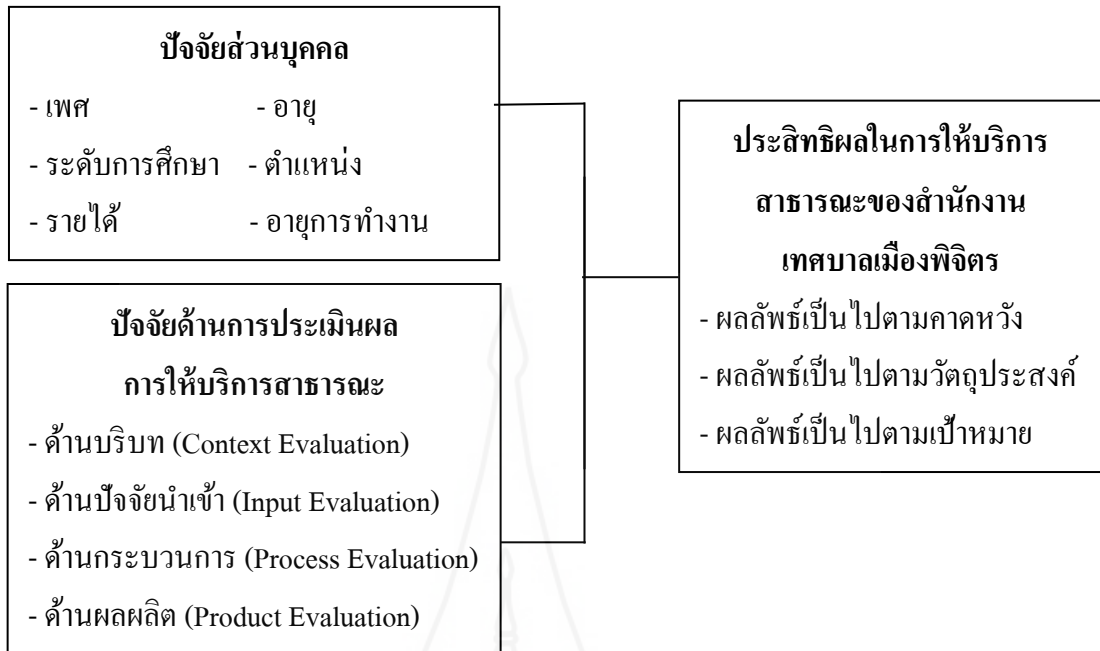 ปัจจัยส่วนบุคคล
- เพศ - อายุ
- ระดับการศึกษา - ตำแหน่ง
- รายได้ - อายุการทำงาน
ปัจจัยด้านการประเมินผล
การให้บริการสาธารณะ
- ด้านบริบท (Context Evaluation)
- ด้านปัจจัยนำเข้า (Input Evaluation)
- ด้านกระบวนการ (Process Evaluation)
- ด้านผลผลิต (Product Evaluation)
ประสิทธิผลในการให้บริการ
สาธารณะของสำนักงาน
เทศบาลเมืองพิจิตร
- ผลลัพธ์เป็นไปตามคาดหวัง
- ผลลัพธ์เป็นไปตามวัตถุประสงค์
- ผลลัพธ์เป็นไปตามเป้าหมาย